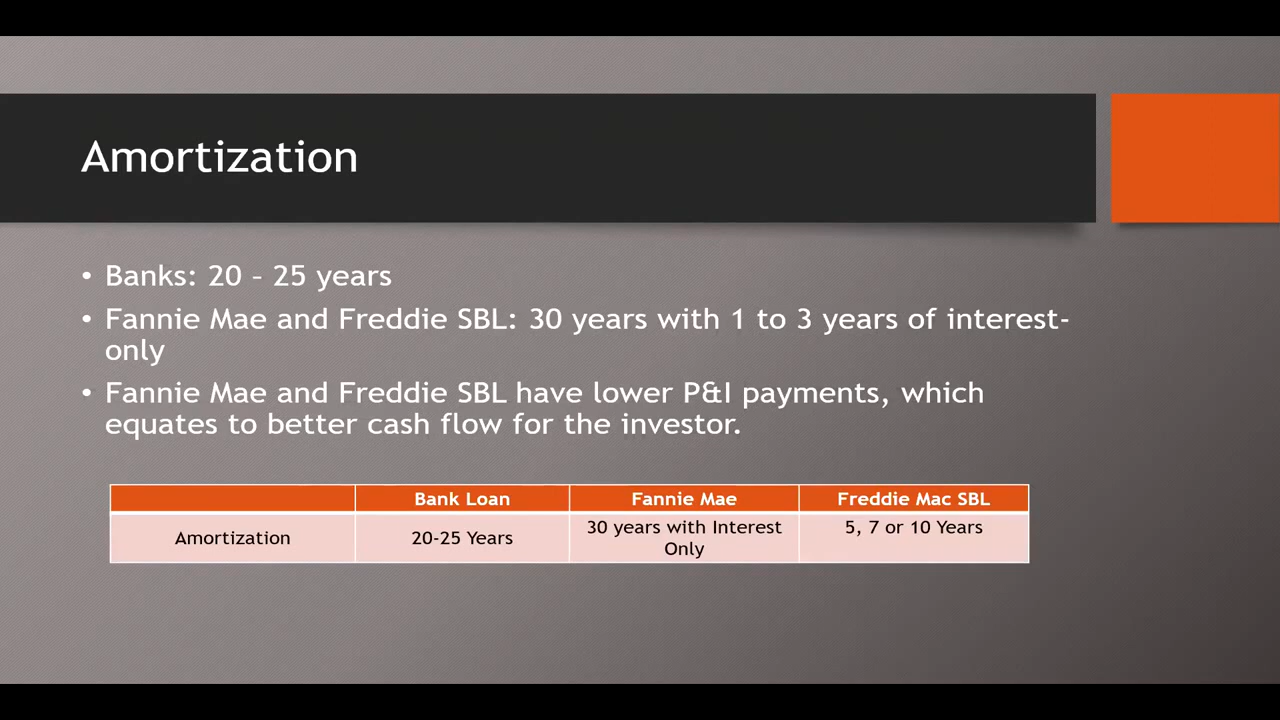 Amortization
• Banks: 20 – 25 years
• Fannie Mae and Freddie SBL: 30 years with 1 to 3 years of interest-
only
• Fannie Mae and Freddie SBL have lower P&I payments, which
equates to better cash flow for the investor.
Bank Loan Fannie Mae Freddie Mac SBL
Amortization 20-25 Years 30 years with Interest 5, 7 or 10 Years
Only